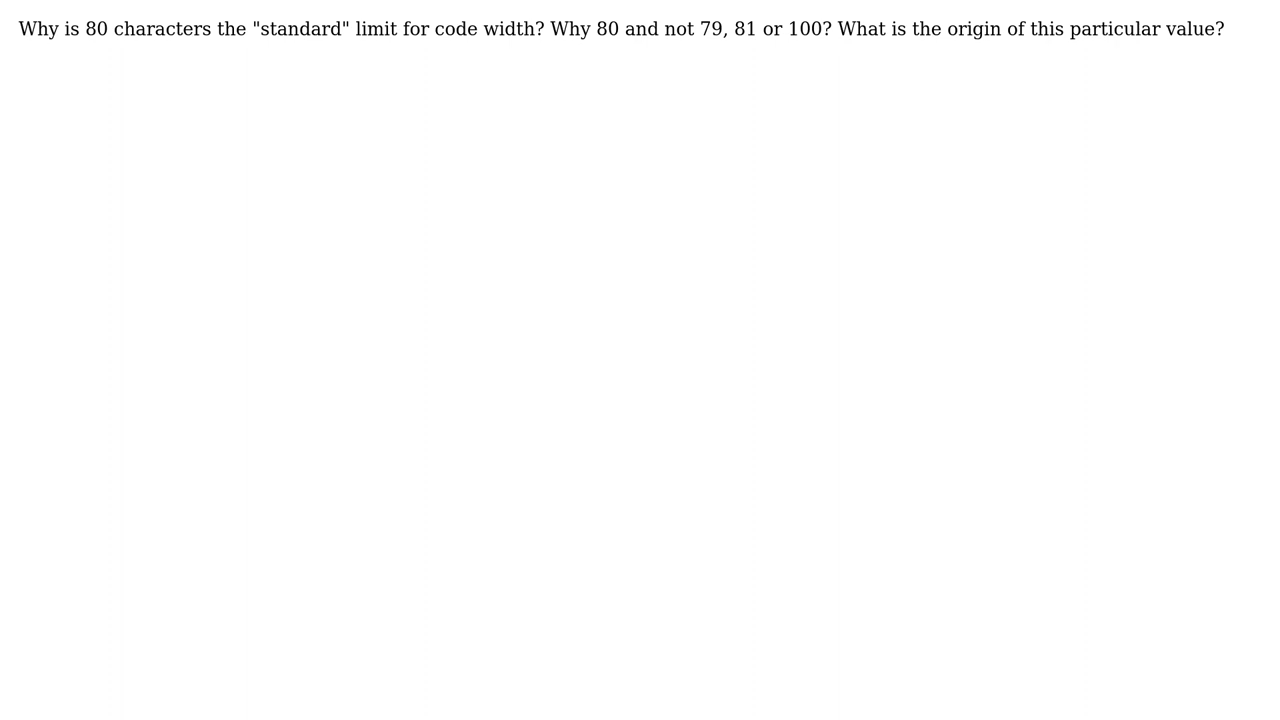 Why is 80 characters the "standard" limit for code width? Why 80 and not 79, 81 or 100? What is the origin of this particular value?